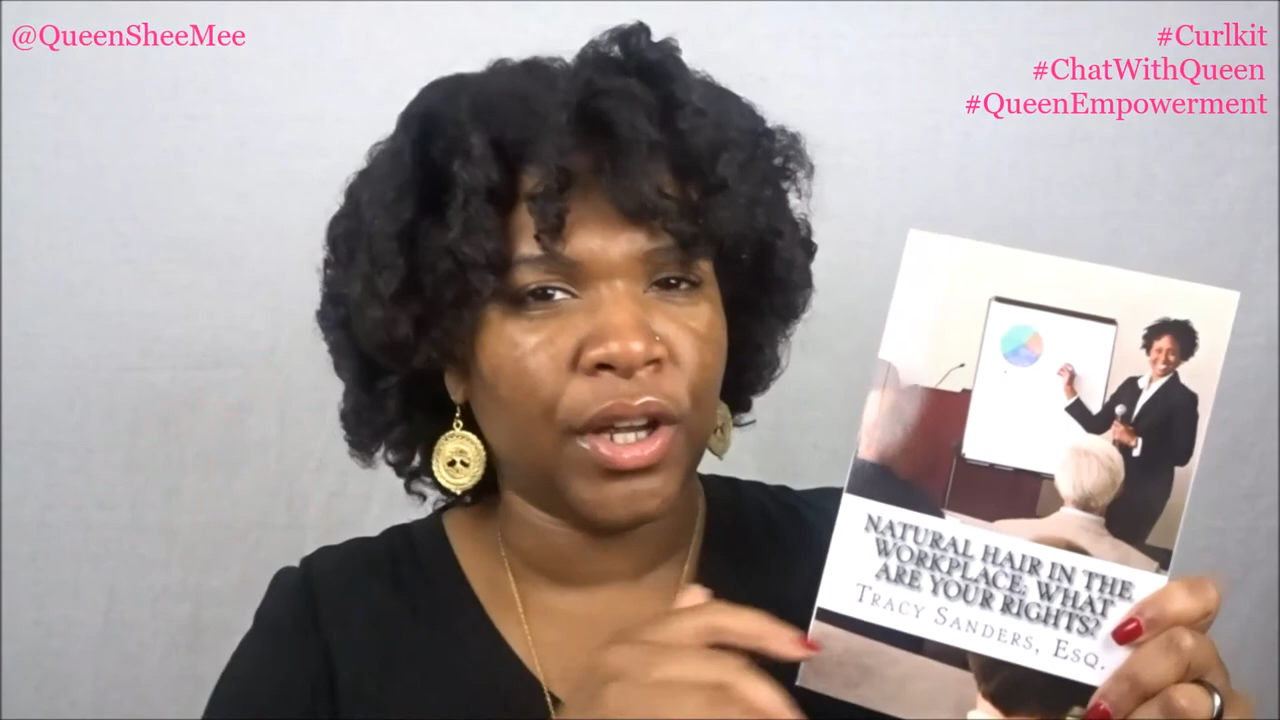 @QueenSheeMee
#Curlkit
#ChatWithQueen
#QueenEmpowerment
NATURAL HAIR IN THE
WORKPLACE: WHAT
ARE YOUR RIGHTS?
TRACY SANDERS, ESQ.